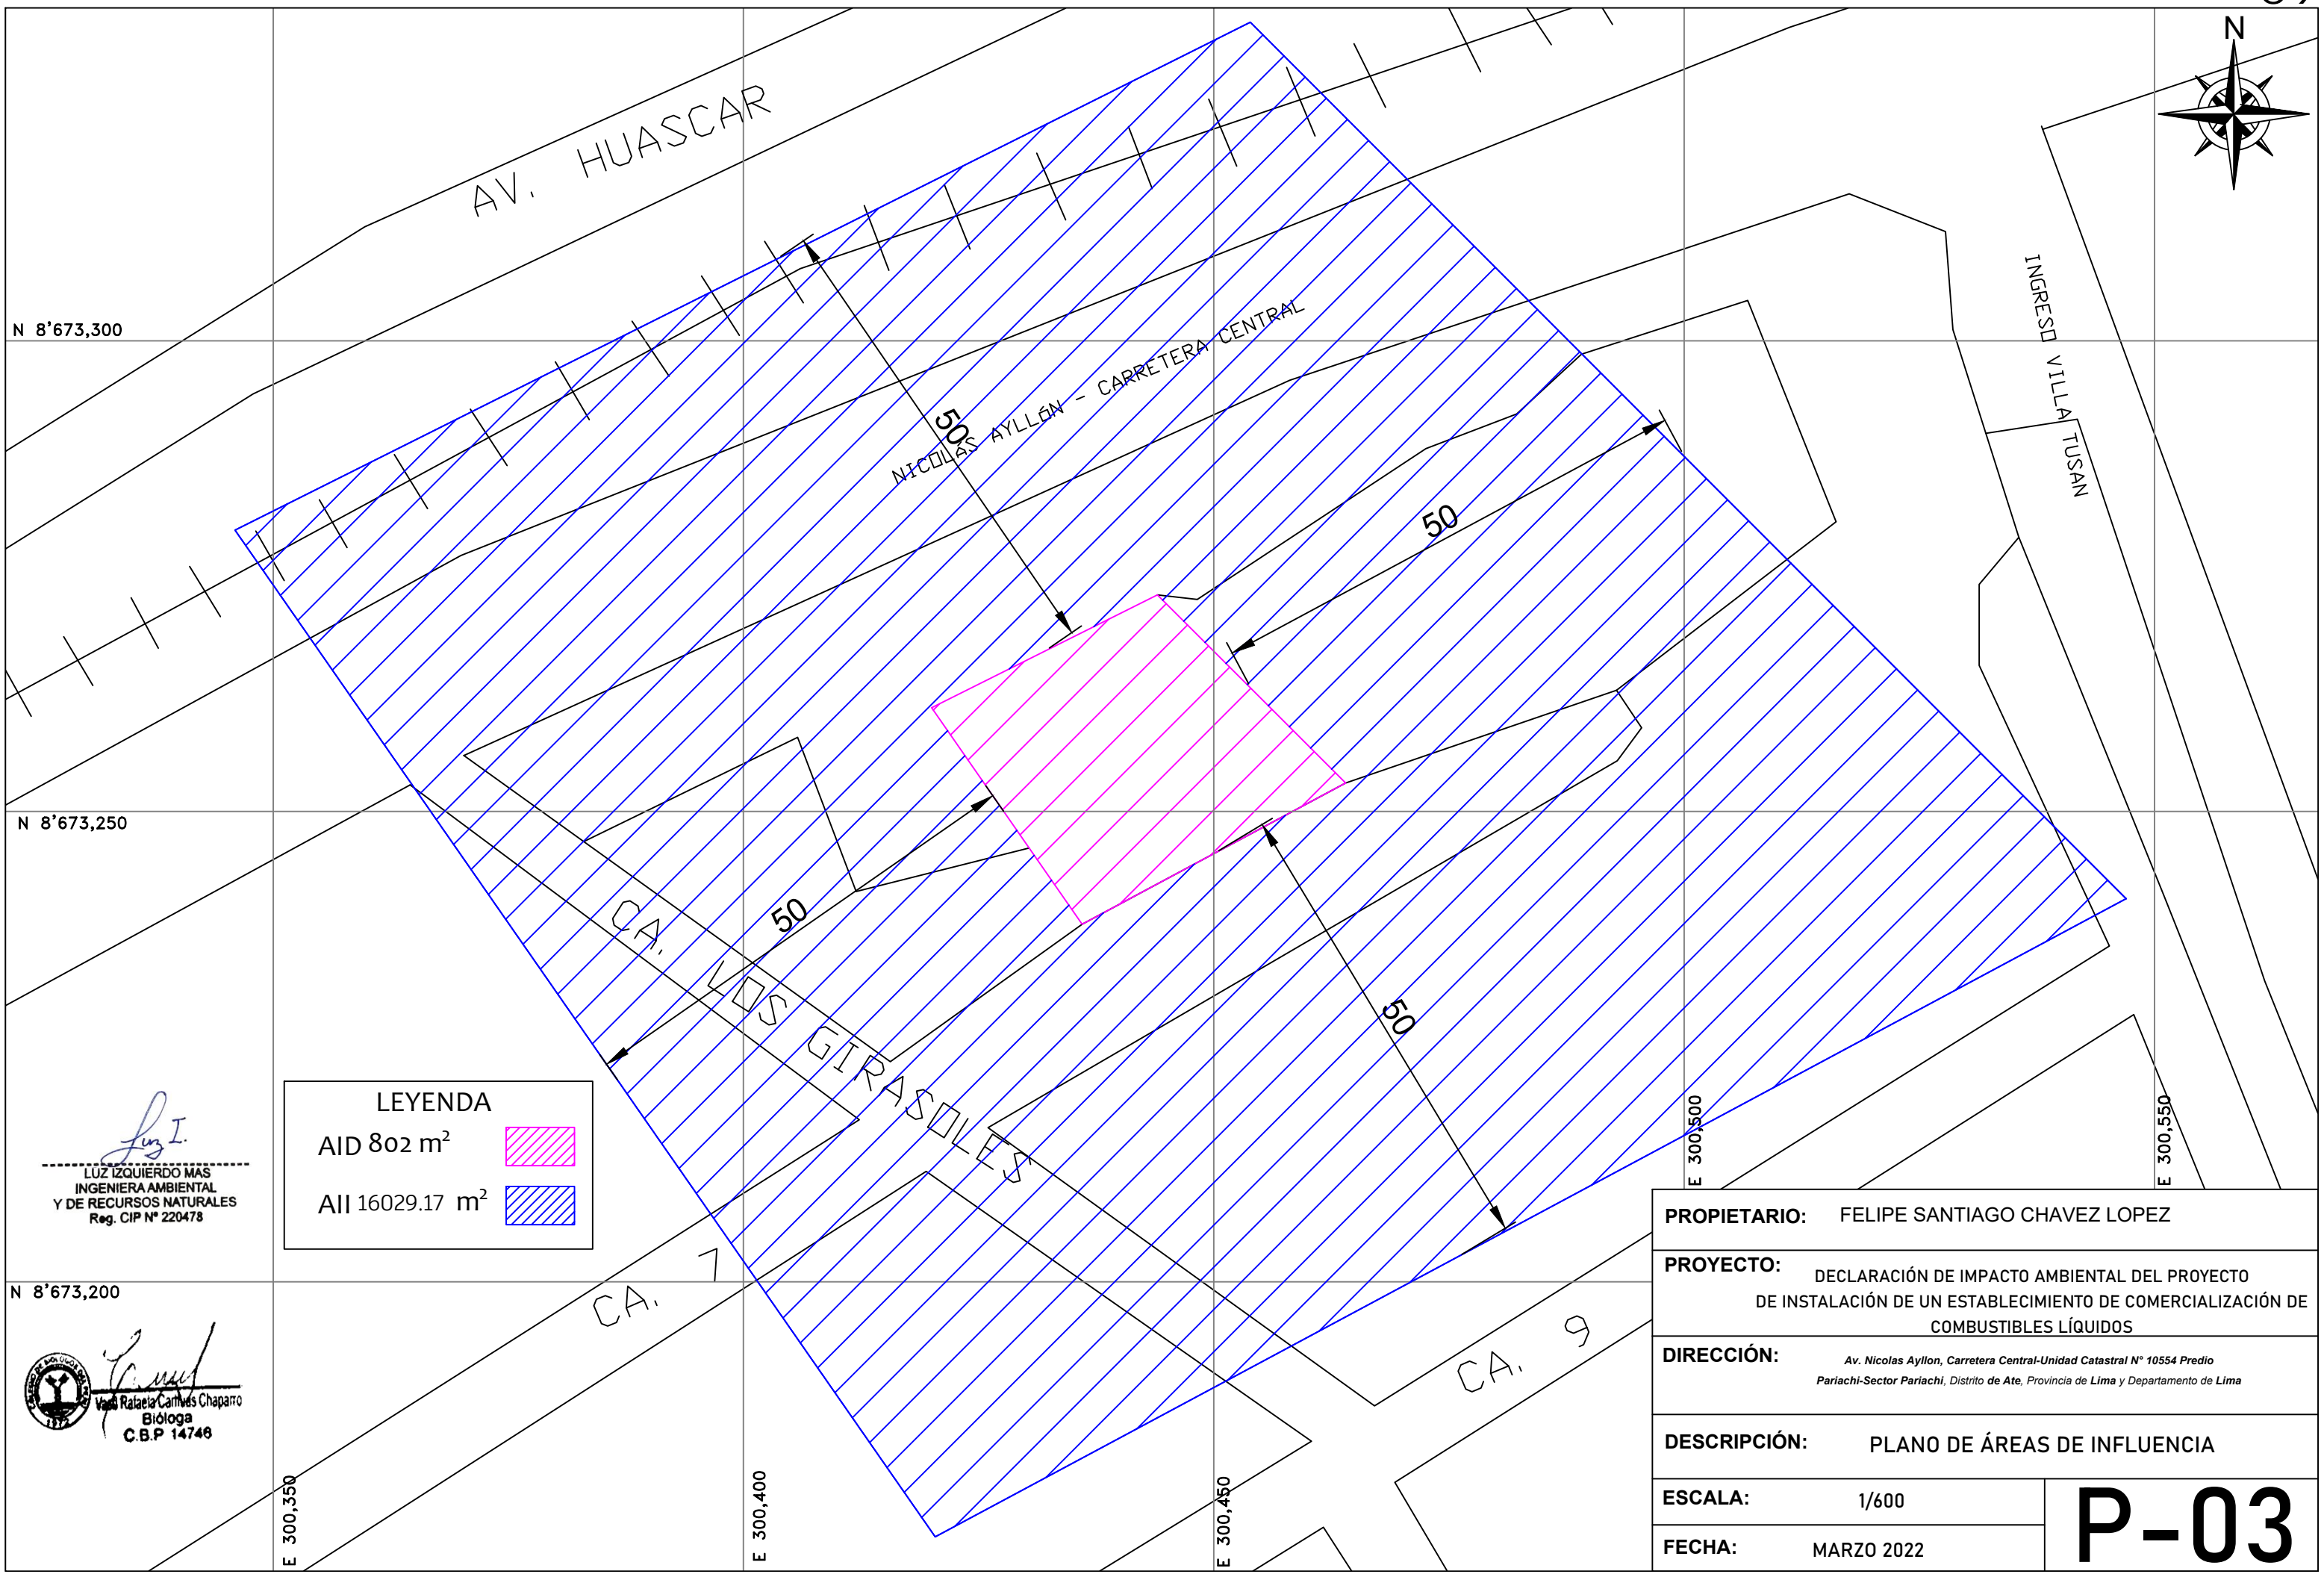 N
AV. HUASCAR
N 8'673,300
NICOLÁS AYLLÓN - CARRETERA CENTRAL
INGRESO VILLA TUSAN
50
50
N 8'673,250
50
CA. LOS GIRASOLES
50
LEYENDA
AID 802 m²
AII 16029.17 m²
LUZ IZQUIERDO MAS
INGENIERA AMBIENTAL
Y DE RECURSOS NATURALES
Reg. CIP N° 220478
E 300,500
E 300,550
N 8'673,200
CA. 7
CA. 9
Rafaela Chaparro
Bióloga
C.B.P 14746
1972
E 300,350
E 300,400
E 300,450
PROPIETARIO: FELIPE SANTIAGO CHAVEZ LOPEZ
PROYECTO: DECLARACIÓN DE IMPACTO AMBIENTAL DEL PROYECTO
DE INSTALACIÓN DE UN ESTABLECIMIENTO DE COMERCIALIZACIÓN DE
COMBUSTIBLES LÍQUIDOS
DIRECCIÓN: Av. Nicolas Ayllon, Carretera Central-Unidad Catastral N° 10554 Predio
Pariachi-Sector Pariachi, Distrito de Ate, Provincia de Lima y Departamento de Lima
DESCRIPCIÓN: PLANO DE ÁREAS DE INFLUENCIA
ESCALA: 1/600
FECHA: MARZO 2022
P-03